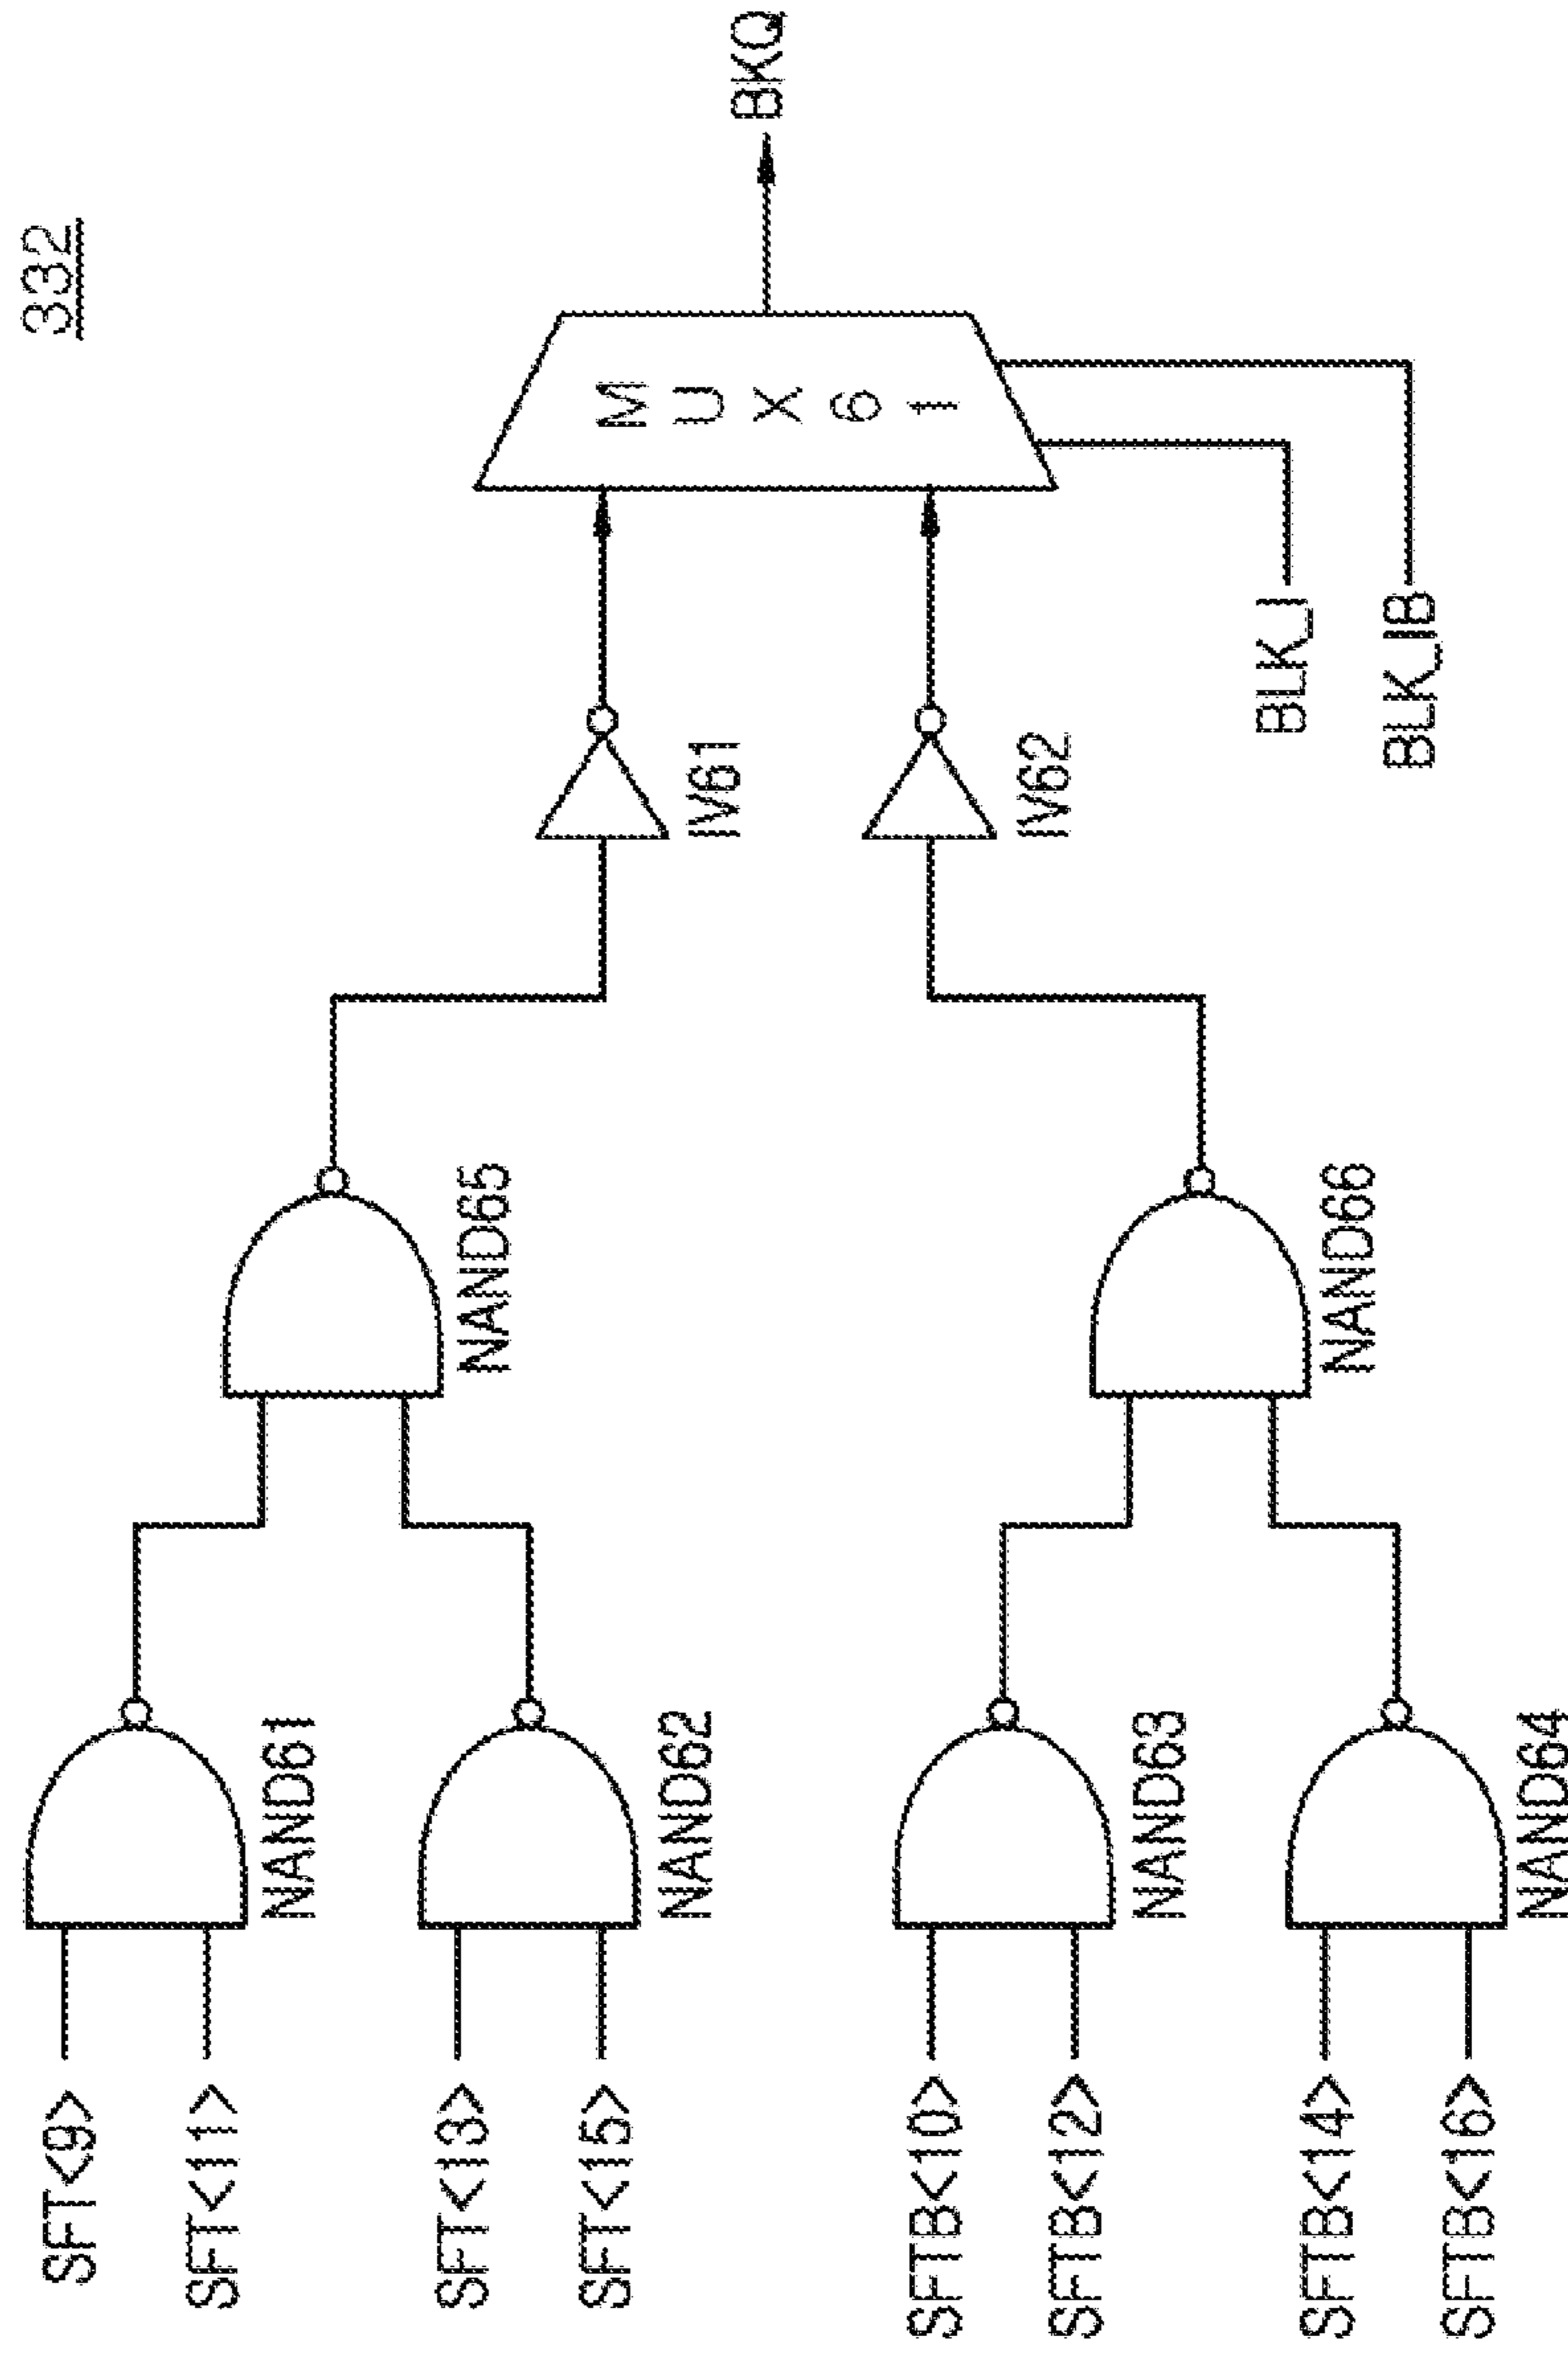 332
SFT<9>
SFT<11>
NAND61
SFT<13>
SFT<15>
NAND62
NAND65
IV61
SFTB<10>
SFTB<12>
NAND63
SFTB<14>
SFTB<16>
NAND64
NAND66
IV62
MUX61
BKQ
BLK_I
BLK_IB